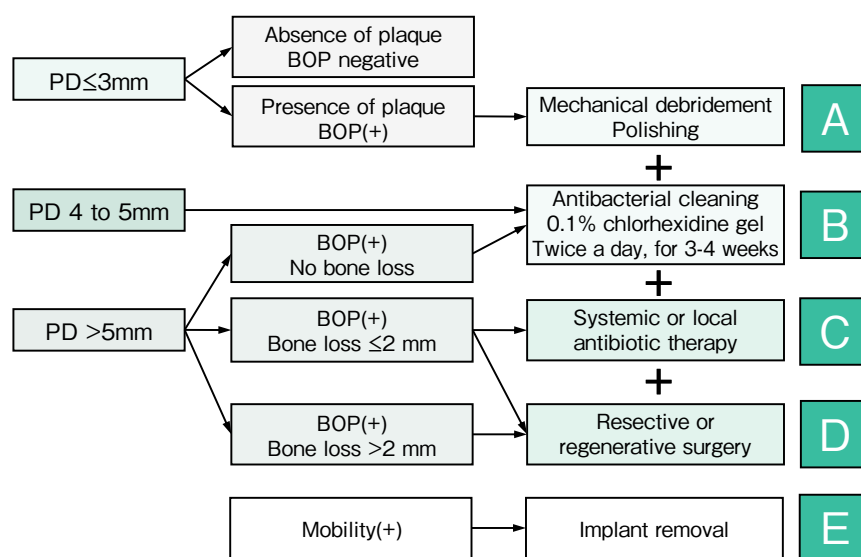 Absence of plaque
BOP negative
PD≤3mm
Presence of plaque
BOP(+)
Mechanical debridement
Polishing
A
+
PD 4 to 5mm
Antibacterial cleaning
0.1% chlorhexidine gel
Twice a day, for 3-4 weeks
B
BOP(+)
No bone loss
+
PD >5mm
BOP(+)
Bone loss ≤2 mm
Systemic or local
antibiotic therapy
C
+
BOP(+)
Bone loss >2 mm
Resective or
regenerative surgery
D
Mobility(+)
Implant removal
E